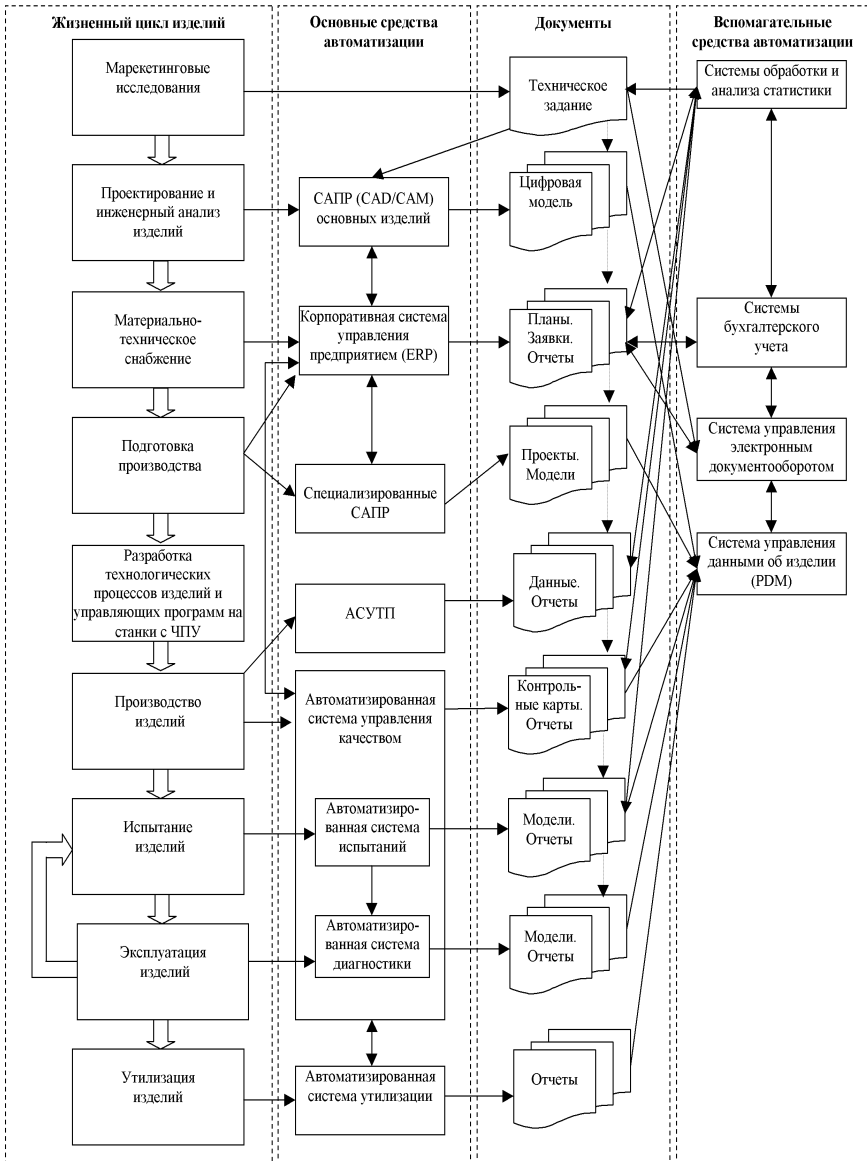 Жизненный цикл изделий
Основные средства
автоматизации
Документы
Вспомагательные
средства автоматизации
Марекетинговые
исследования
Техническое
задание
Системы обработки и
анализа статистики
Проектирование и
инженерный анализ
изделий
САПР (CAD/CAM)
основных изделий
Цифровая
модель
Материально-
техническое
снабжение
Корпоративная система
управления
предприятием (ERP)
Планы.
Заявки.
Отчеты
Системы
бухгалтерского
учета
Подготовка
производства
Специализированные
САПР
Проекты.
Модели
Система управления
электронным
документооборотом
Разработка
технологических
процессов изделий и
управляющих программ на
станки с ЧПУ
АСУТП
Данные.
Отчеты
Система управления
данными об изделии
(PDM)
Производство
изделий
Автоматизированная
система управления
качеством
Контроль-
ные карты.
Отчеты
Испытание
изделий
Автоматизиро-
ванная система
испытаний
Модели.
Отчеты
Эксплуатация
изделий
Автоматизиро-
ванная система
диагностики
Модели.
Отчеты
Утилизация
изделий
Автоматизированная
система утилизации
Отчеты